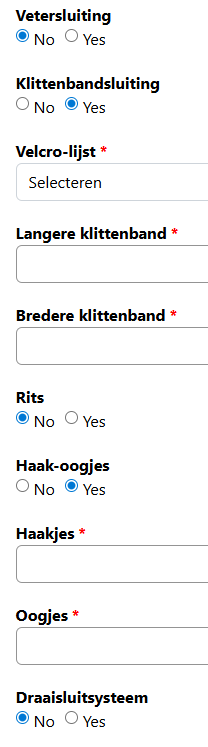 Vetersluiting
No Yes
Klittenbandsluiting
No Yes
Velcro-lijst *
Selecteren
Langere klittenband *
Bredere klittenband *
Rits
No Yes
Haak-oogjes
No Yes
Haakjes *
Oogjes *
Draaisluitsysteem
No Yes